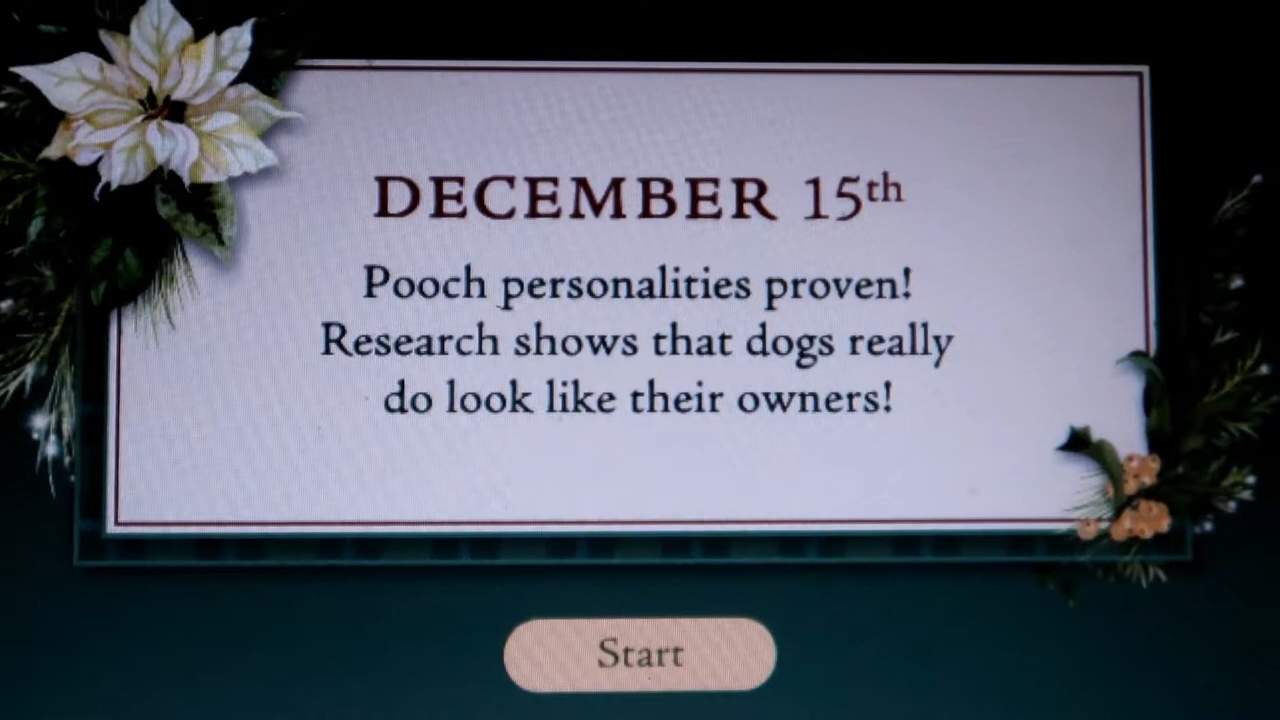 DECEMBER 15th
Pooch personalities proven!
Research shows that dogs really
do look like their owners!
Start